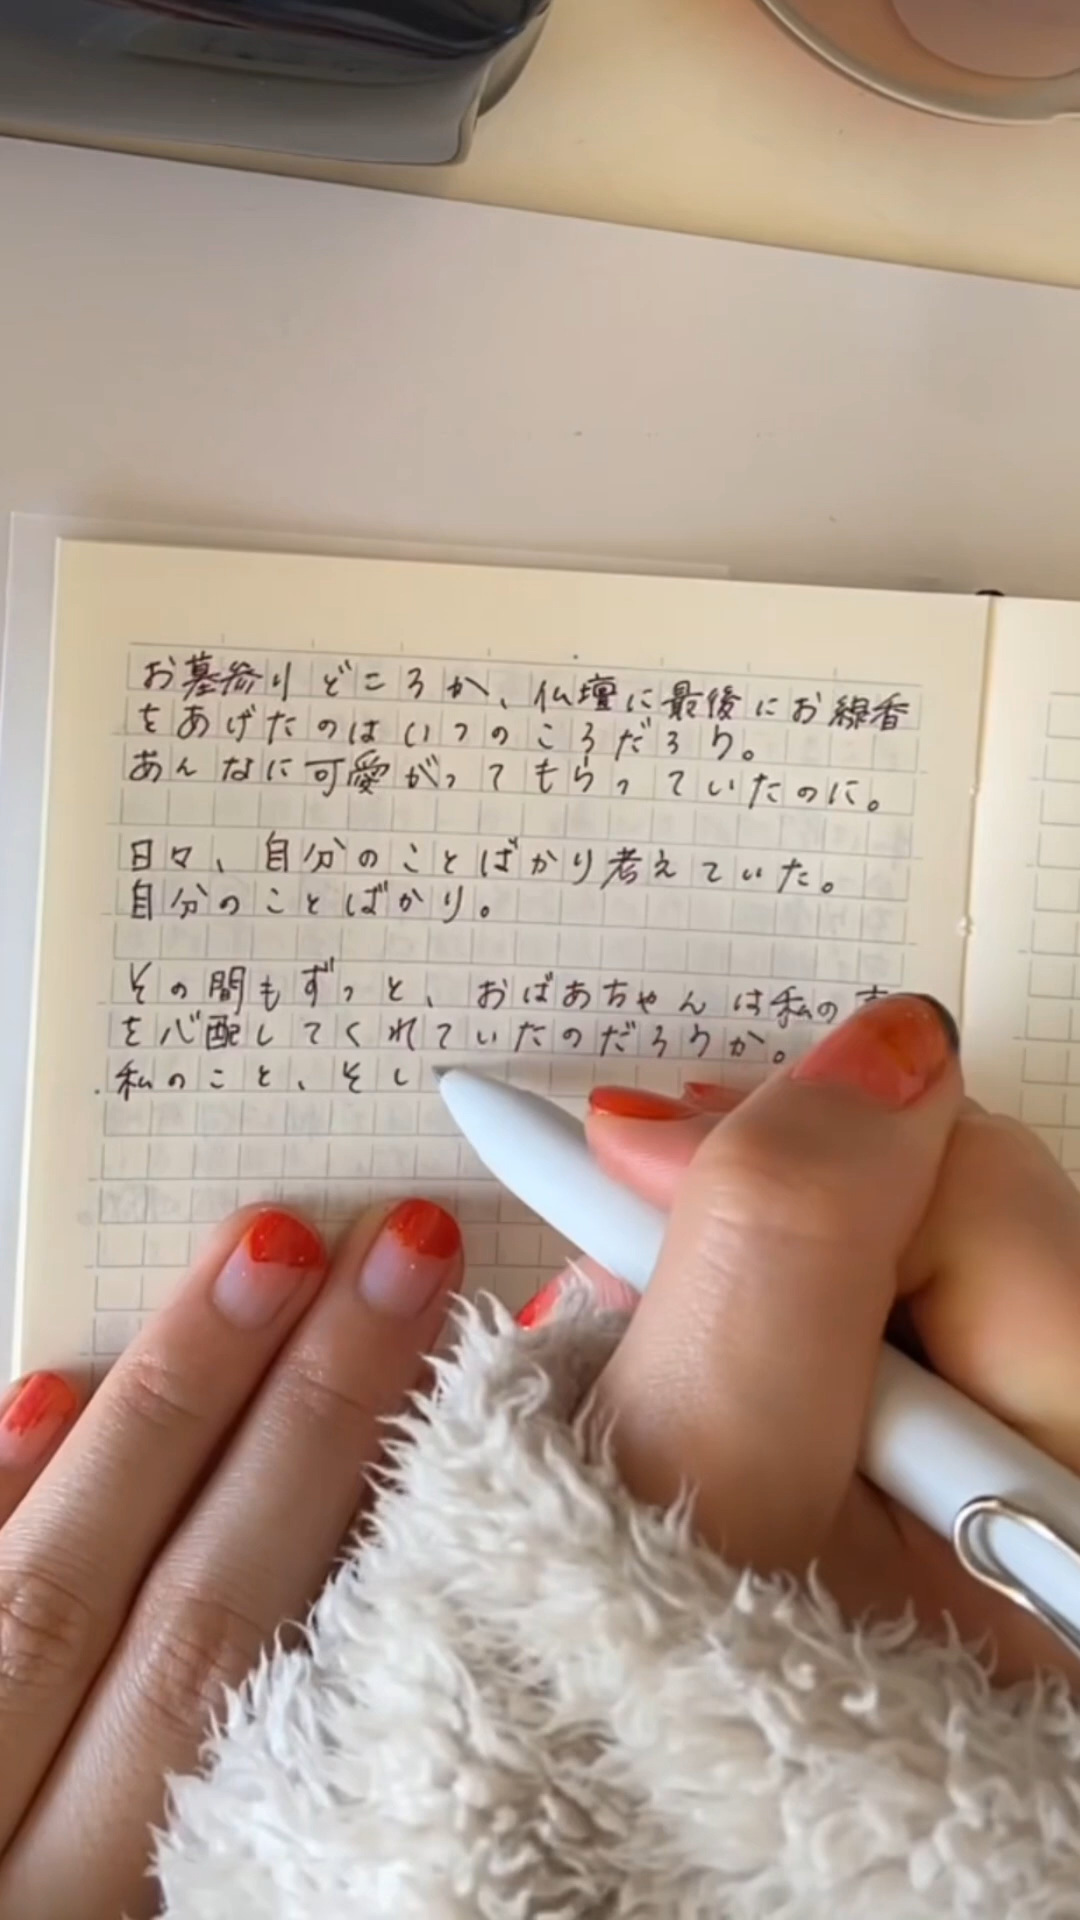 お墓参りどころか、仏壇に最後にお線香
をあげたのはいつのころだろう。
あんなに可愛がってもらっていたのに。
日々、自分のことばかり考えていた。
自分のことばかり。
その間もずっと、おばあちゃんは私の
を心配してくれていたのだろうか。
私のこと、そし